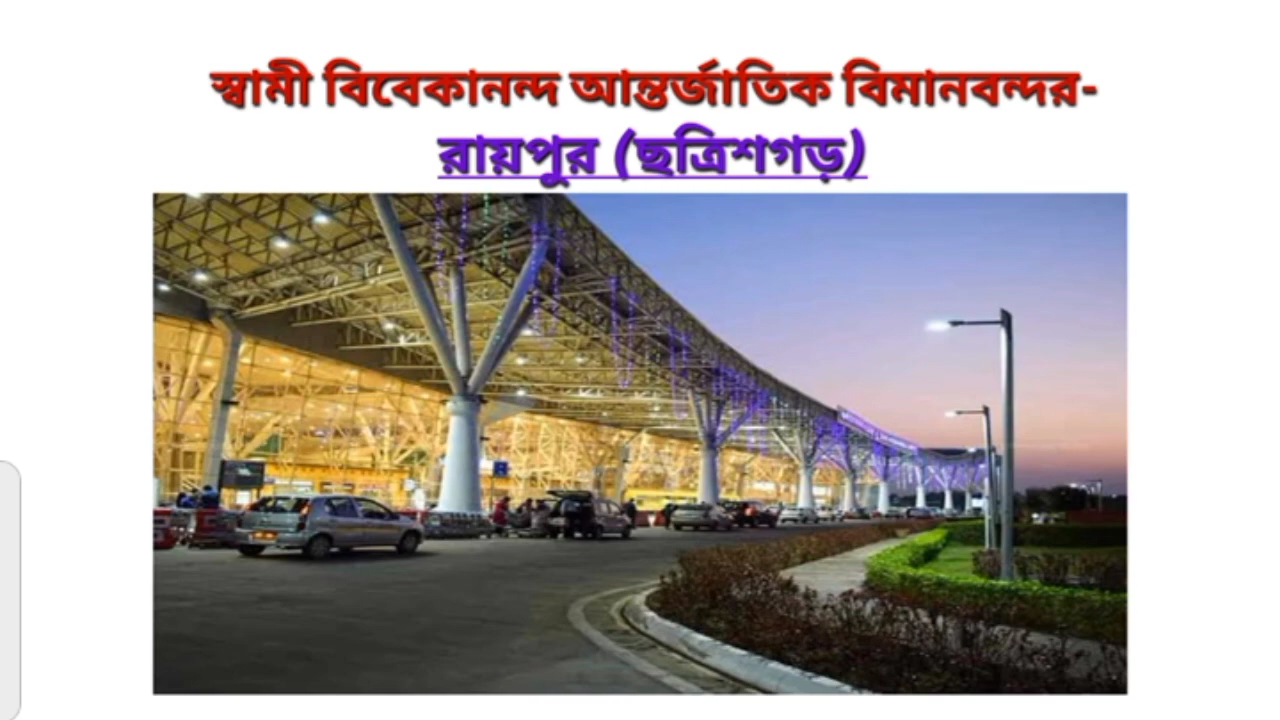 স্বামী বিবেকানন্দ আন্তর্জাতিক বিমানবন্দর-
রায়পুর (ছত্রিশগড়)